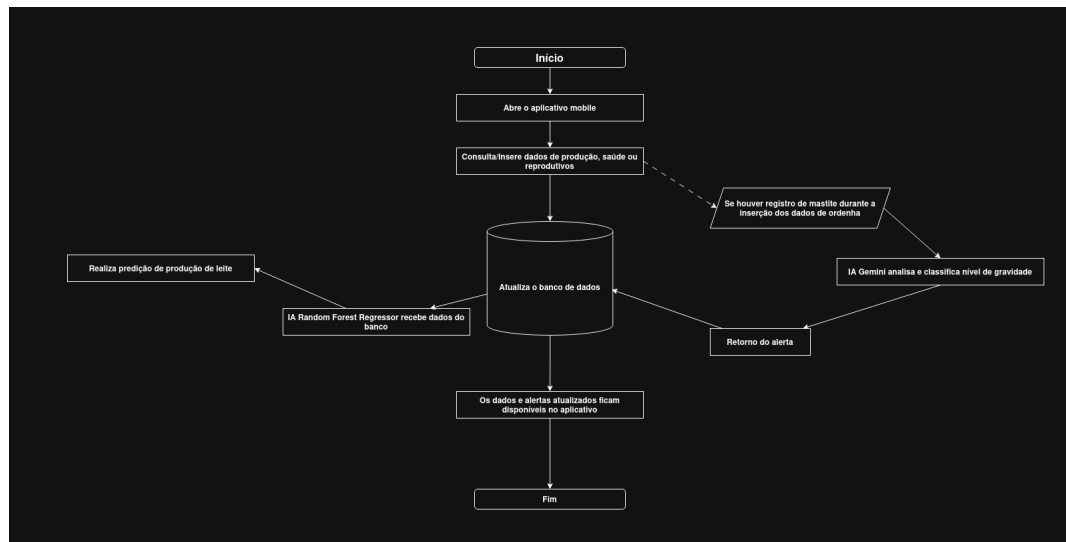 Início
Abre o aplicativo mobile
Consulta/Insere dados de produção, saúde ou
reprodutivos
Se houver registro de mastite durante a
inserção dos dados de ordenha
IA Gemini analisa e classifica nível de gravidade
Retorno do alerta
Atualiza o banco de dados
IA Random Forest Regressor recebe dados do
banco
Realiza predição de produção de leite
Os dados e alertas atualizados ficam
disponíveis no aplicativo
Fim